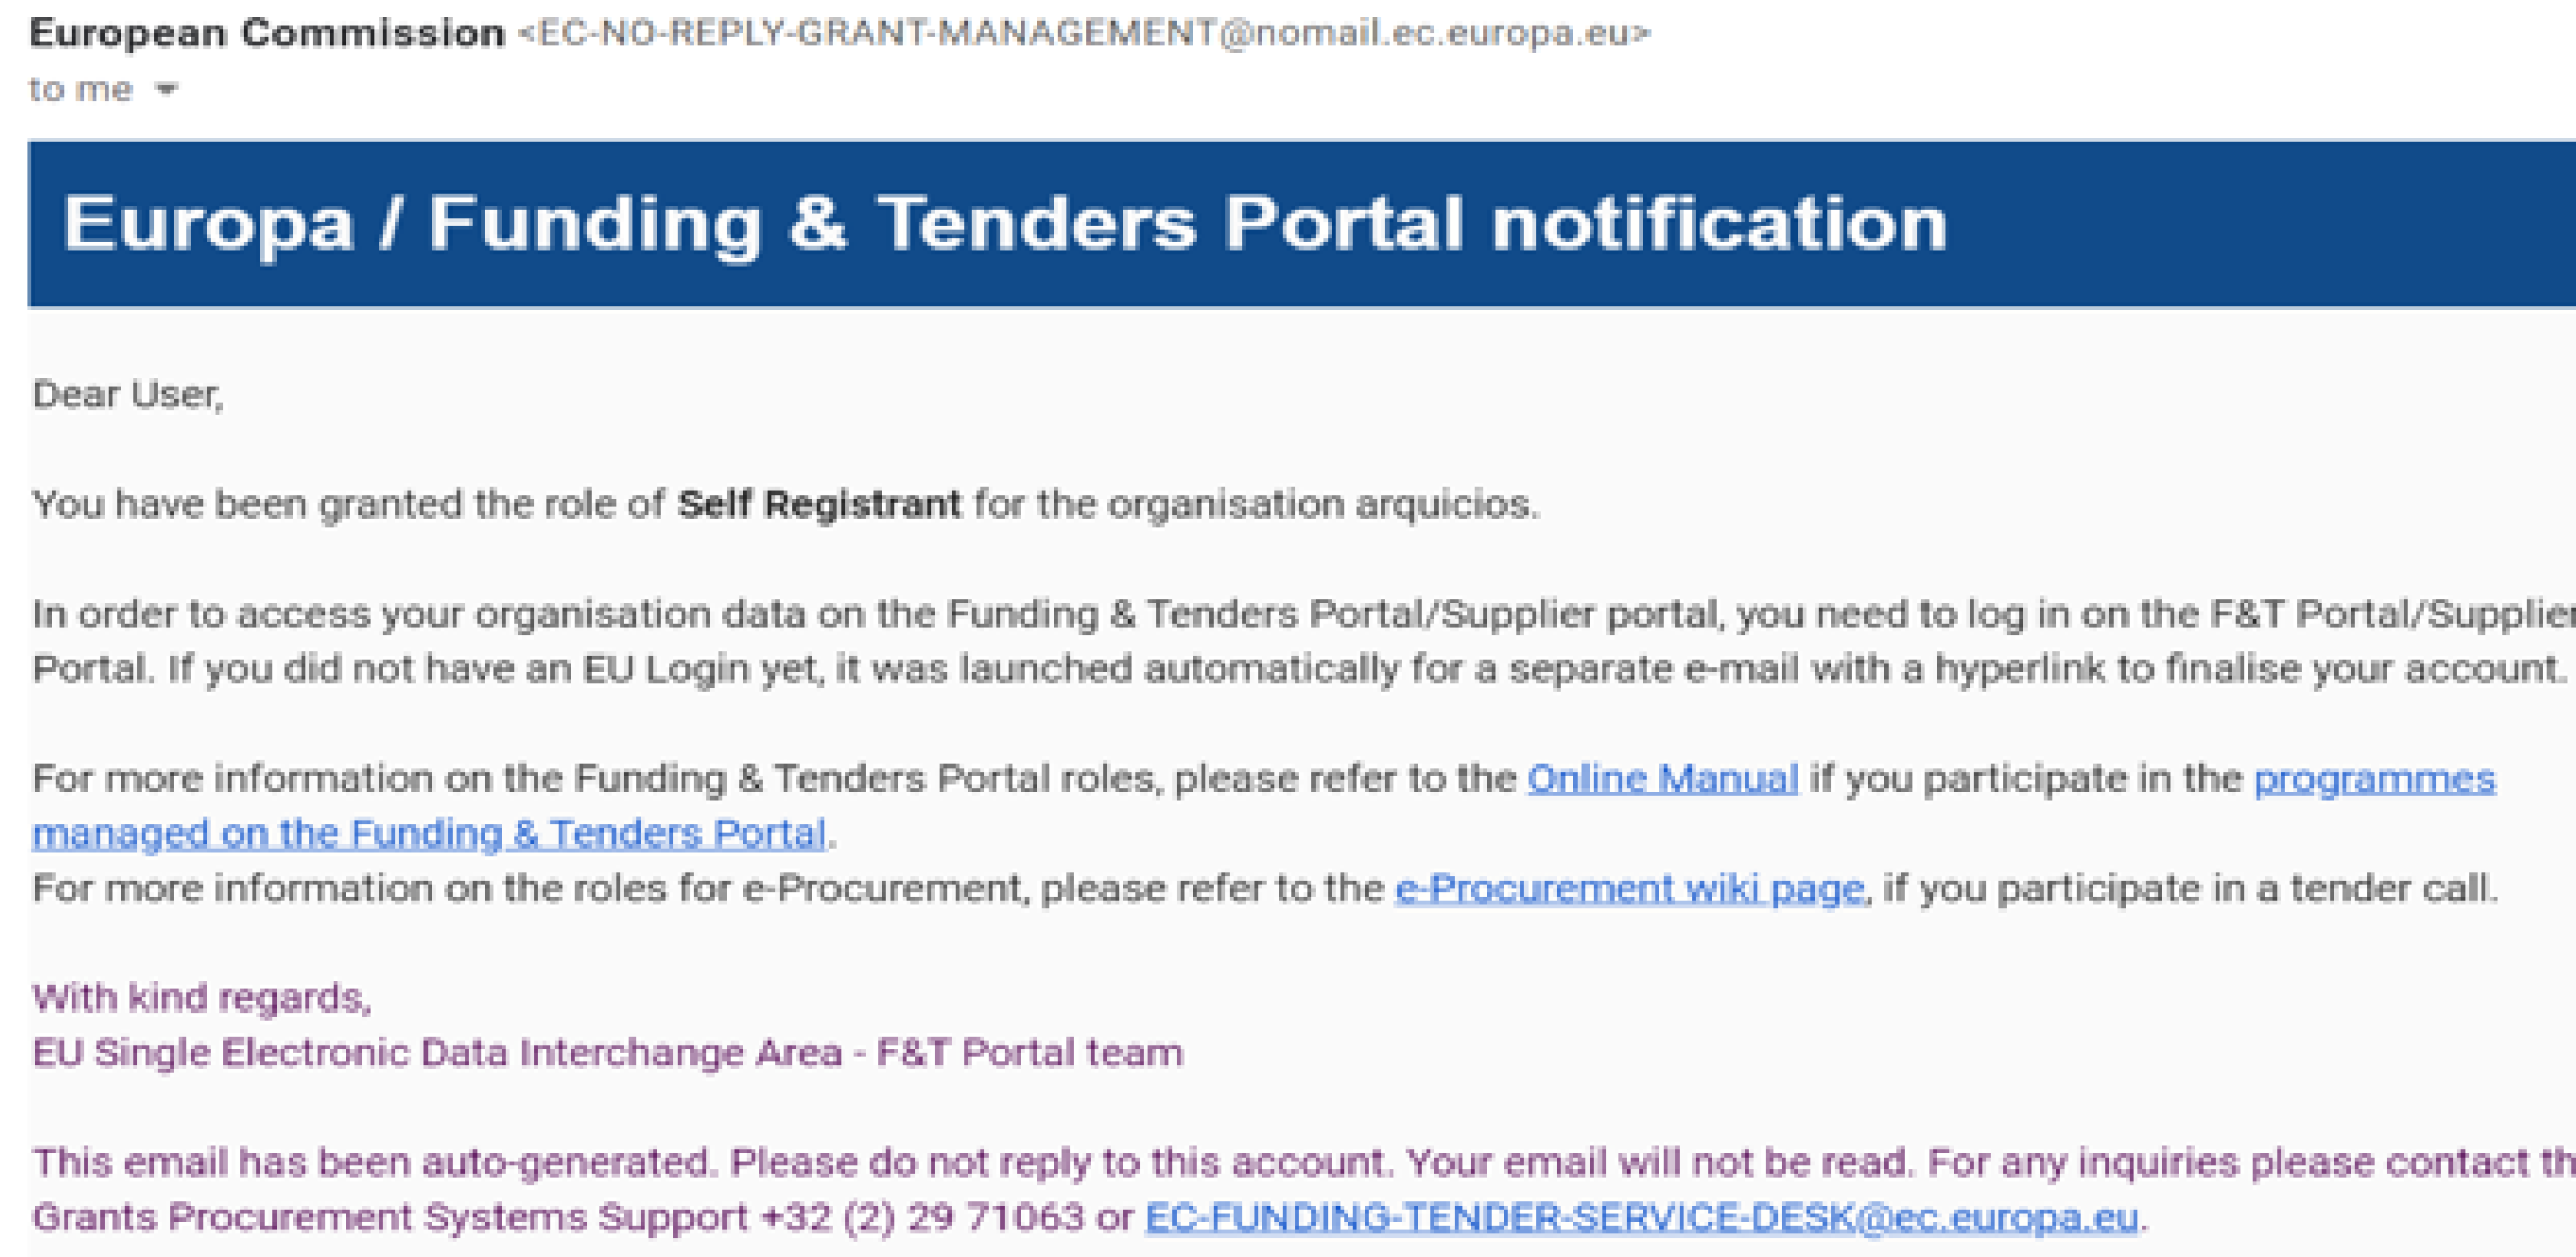 European Commission <EC-NO-REPLY-GRANT-MANAGEMENT@nomail.ec.europa.eu>
to me
Europa / Funding & Tenders Portal notification
Dear User,
You have been granted the role of Self Registrant for the organisation arquicios.
In order to access your organisation data on the Funding & Tenders Portal/Supplier portal, you need to log in on the F&T Portal/Supplier
Portal. If you did not have an EU Login yet, it was launched automatically for a separate e-mail with a hyperlink to finalise your account.
For more information on the Funding & Tenders Portal roles, please refer to the Online Manual if you participate in the programmes
managed on the Funding & Tenders Portal.
For more information on the roles for e-Procurement, please refer to the e-Procurement wiki page, if you participate in a tender call.
With kind regards,
EU Single Electronic Data Interchange Area - F&T Portal team
This email has been auto-generated. Please do not reply to this account. Your email will not be read. For any inquiries please contact th
Grants Procurement Systems Support +32 (2) 29 71063 or EC-FUNDING-TENDER-SERVICE-DESK@ec.europa.eu.